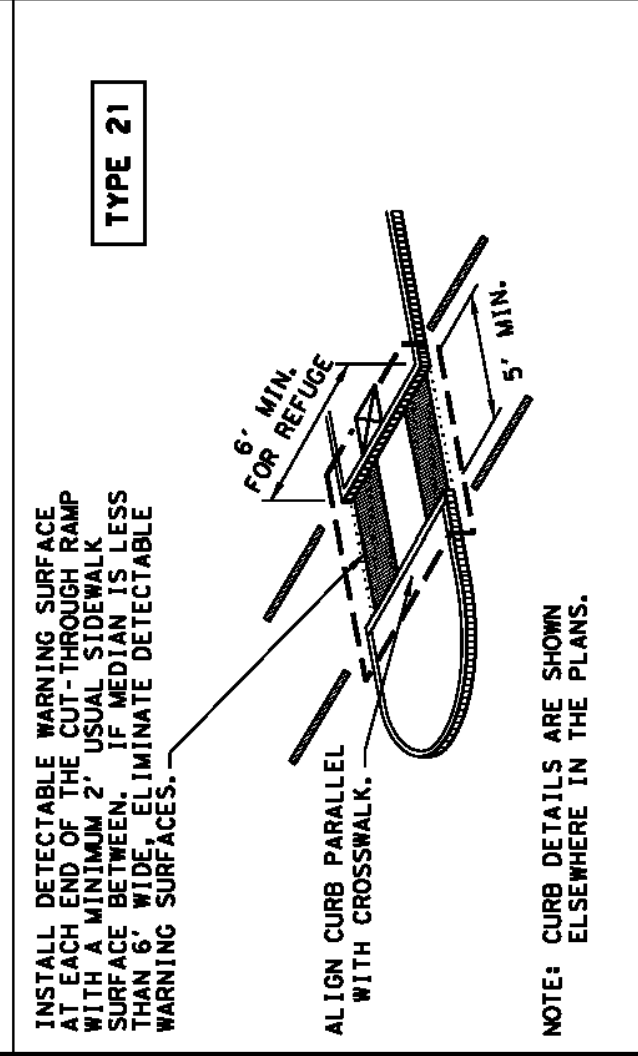 INSTALL DETECTABLE WARNING SURFACE
AT EACH END OF THE CUT-THROUGH RAMP
WITH A MINIMUM 2' USUAL SIDEWALK
SURFACE BETWEEN. IF MEDIAN IS LESS
THAN 6' WIDE, ELIMINATE DETECTABLE
WARNING SURFACES.
TYPE 21
6' MIN.
FOR REFUGE
ALIGN CURB PARALLEL
WITH CROSSWALK.
5' MIN.
NOTE: CURB DETAILS ARE SHOWN
ELSEWHERE IN THE PLANS.